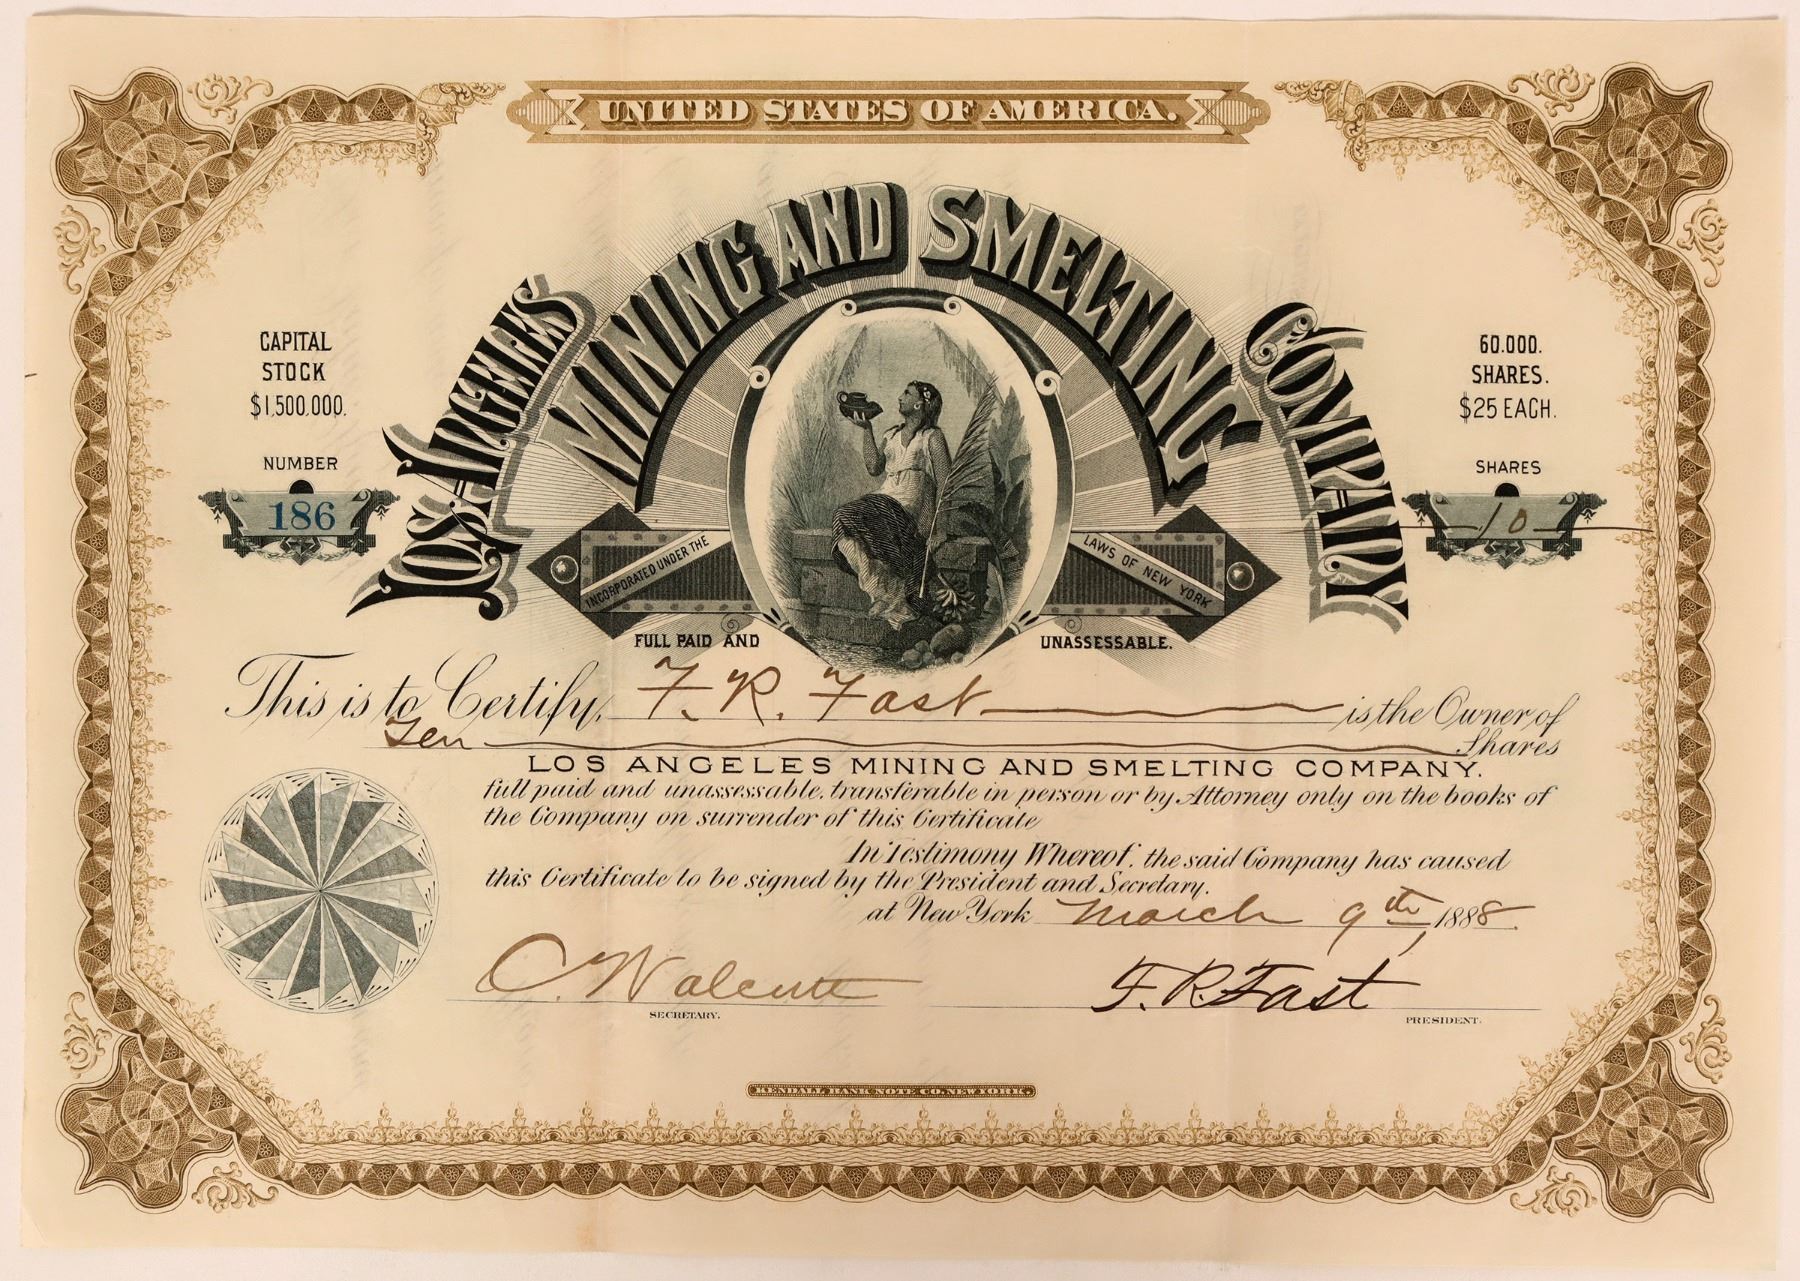 UNITED STATES OF AMERICA.
LOS ANGELES MINING AND SMELTING COMPANY
CAPITAL
STOCK
$1,500,000.
60.000.
SHARES.
$25 EACH.
NUMBER
186
SHARES
10
INCORPORATED UNDER THE
LAWS OF NEW YORK
FULL PAID AND UNASSESSABLE.
This is to Certify, F. R. Fast is the Owner of
Ten Shares
LOS ANGELES MINING AND SMELTING COMPANY.
full paid and unassessable, transferable in person or by Attorney only on the books of
the Company on surrender of this Certificate
In Testimony Whereof, the said Company has caused
this Certificate to be signed by the President and Secretary.
at New York March 9th, 1888.
C. Walcutt F. R. Fast
SECRETARY. PRESIDENT.
KENDALL BANK NOTE CO. NEW YORK.